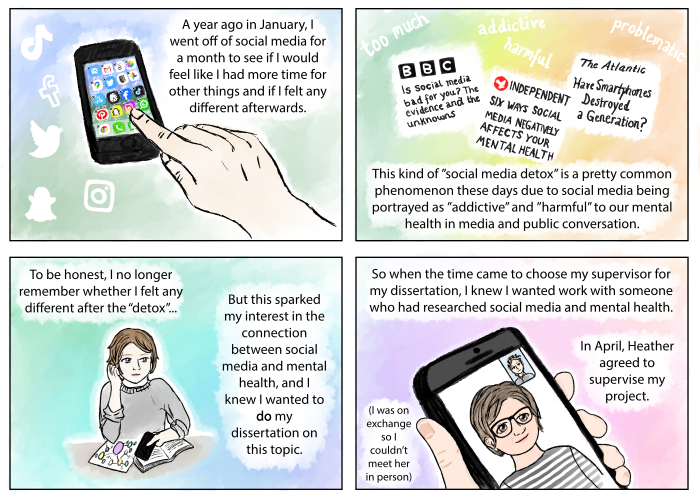 A year ago in January, I
went off of social media for
a month to see if I would
feel like I had more time for
other things and if I felt any
different afterwards.
too much
addictive
harmful
problematic
BBC
Is social media
bad for you? The
evidence and the
unknowns
INDEPENDENT
SIX WAYS SOCIAL
MEDIA NEGATIVELY
AFFECTS YOUR
MENTAL HEALTH
The Atlantic
Have Smartphones
Destroyed
a Generation?
This kind of "social media detox" is a pretty common
phenomenon these days due to social media being
portrayed as "addictive" and "harmful" to our mental
health in media and public conversation.
To be honest, I no longer
remember whether I felt any
different after the "detox"...
But this sparked
my interest in the
connection
between social
media and mental
health, and I
knew I wanted to
do my
dissertation on
this topic.
So when the time came to choose my supervisor for
my dissertation, I knew I wanted work with someone
who had researched social media and mental health.
In April, Heather
agreed to
supervise my
project.
(I was on
exchange
so I
couldn't
meet her
in person)